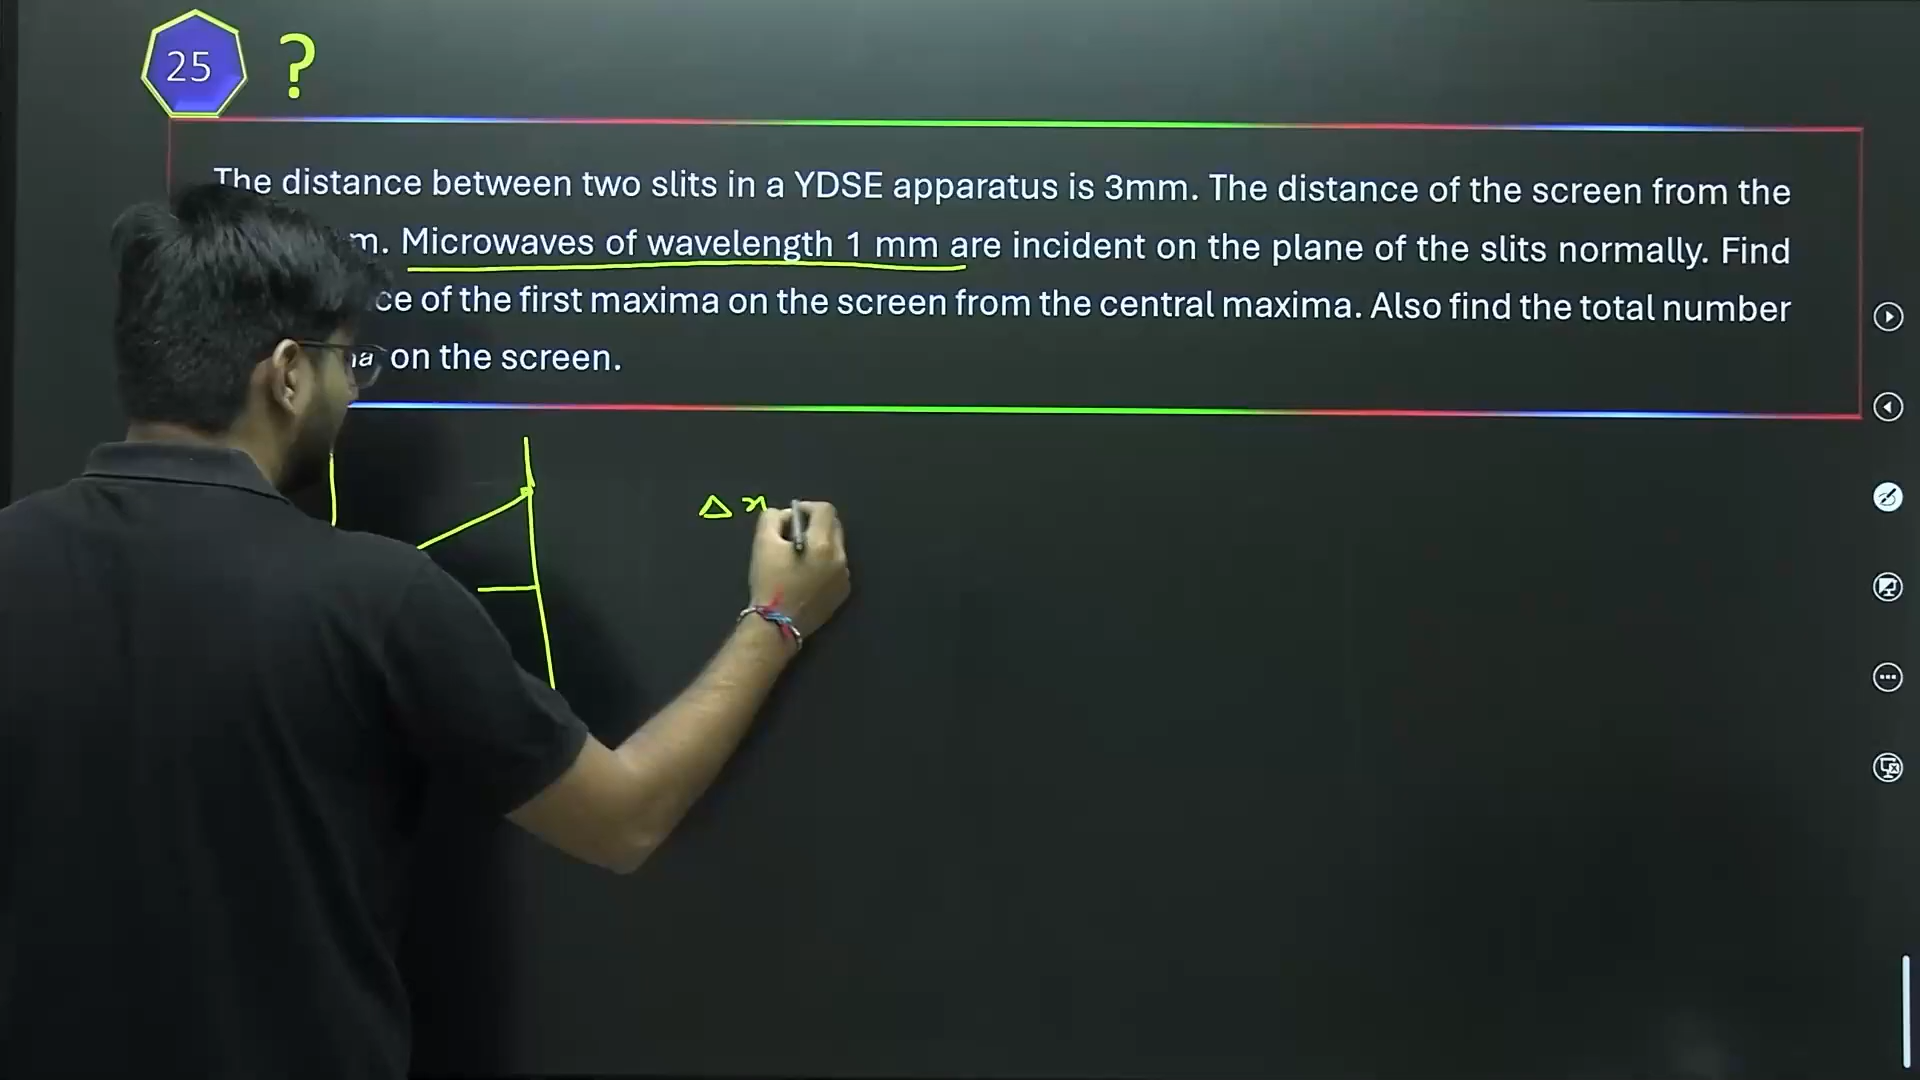 25 ?
The distance between two slits in a YDSE apparatus is 3mm. The distance of the screen from the
m. Microwaves of wavelength 1 mm are incident on the plane of the slits normally. Find
ce of the first maxima on the screen from the central maxima. Also find the total number
on the screen.
Δx